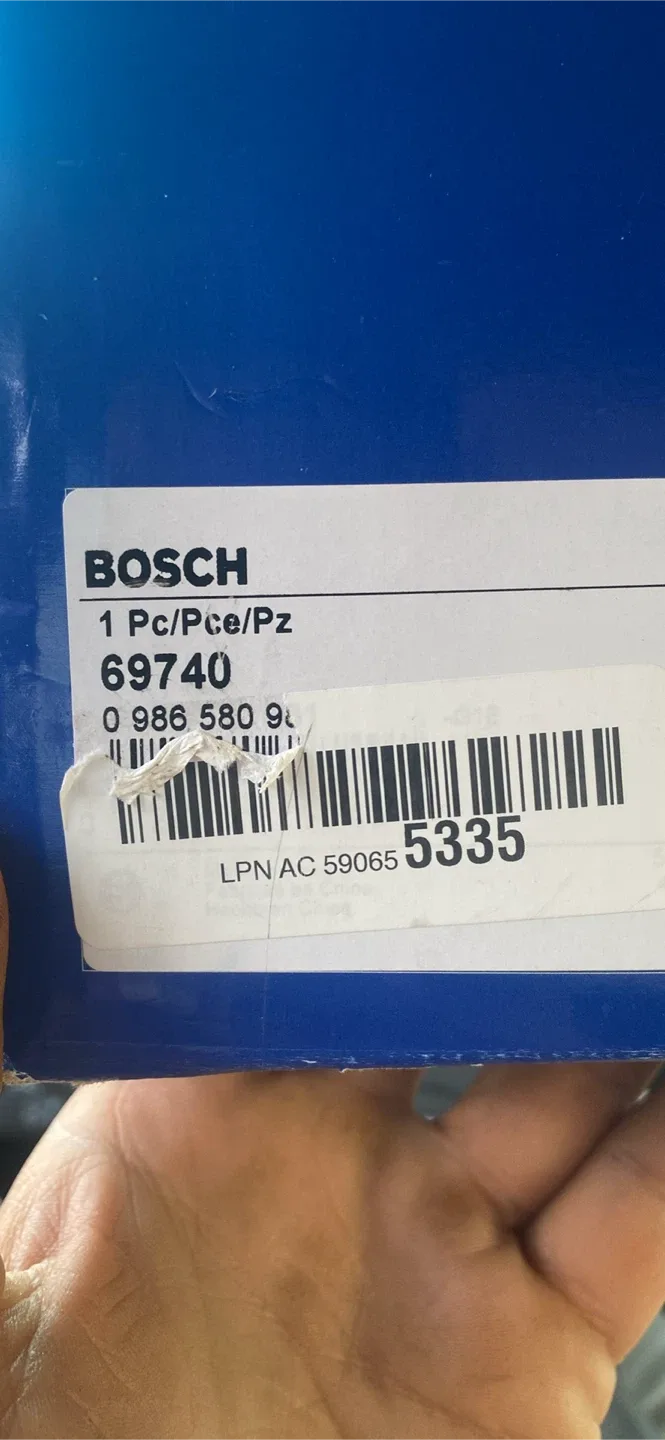 BOSCH
1 Pc/Pce/Pz
69740
0 986 580
LPN AC 59065 5335